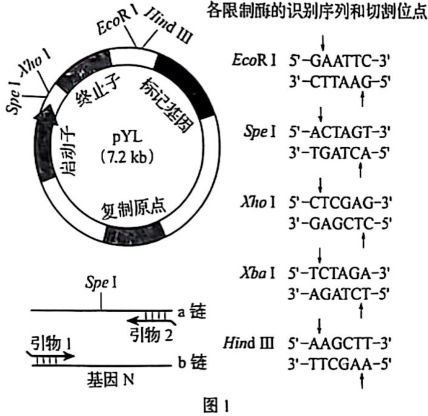 各限制酶的识别序列和切测位点
EcoR I
Hind III
Xho I
Spe I
终止子
标记基因
启动子
pYL
(7.2 kb)
复制原点
EcoR I 5'-GAATTC-3'
3'-CTTAAG-5'
Spe I 5'-ACTAGT-3'
3'-TGATCA-5'
Xho I 5'-CTCGAG-3'
3'-GAGCTC-5'
Xba I 5'-TCTAGA-3'
3'-AGATCT-5'
Hind III 5'-AAGCTT-3'
3'-TTCGAA-5'
Spe I
a 链
引物 2
引物 1
b 链
基因 N
图 1